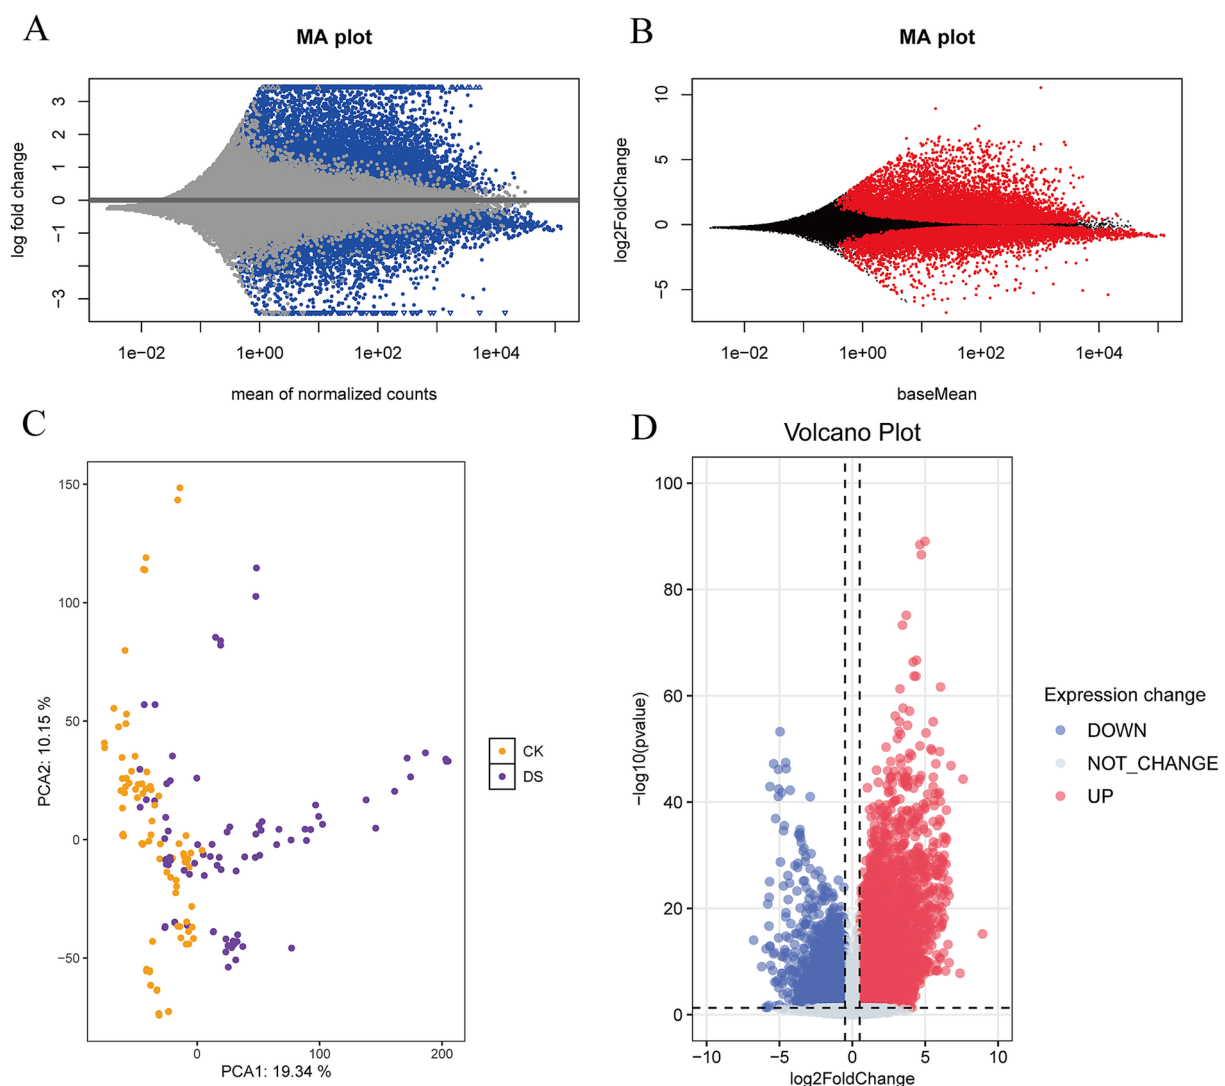 A
MA plot
log fold change
3
2
1
0
−1
−3
1e−02
1e+00
1e+02
1e+04
mean of normalized counts
B
MA plot
log2FoldChange
10
5
0
−5
1e−02
1e+00
1e+02
1e+04
baseMean
C
PCA2: 10.15 %
150
100
50
0
−50
0
100
200
PCA1: 19.34 %
CK
DS
D
Volcano Plot
−log10(pvalue)
100
80
60
40
20
0
−10
−5
0
5
10
log2FoldChange
Expression change
DOWN
NOT_CHANGE
UP